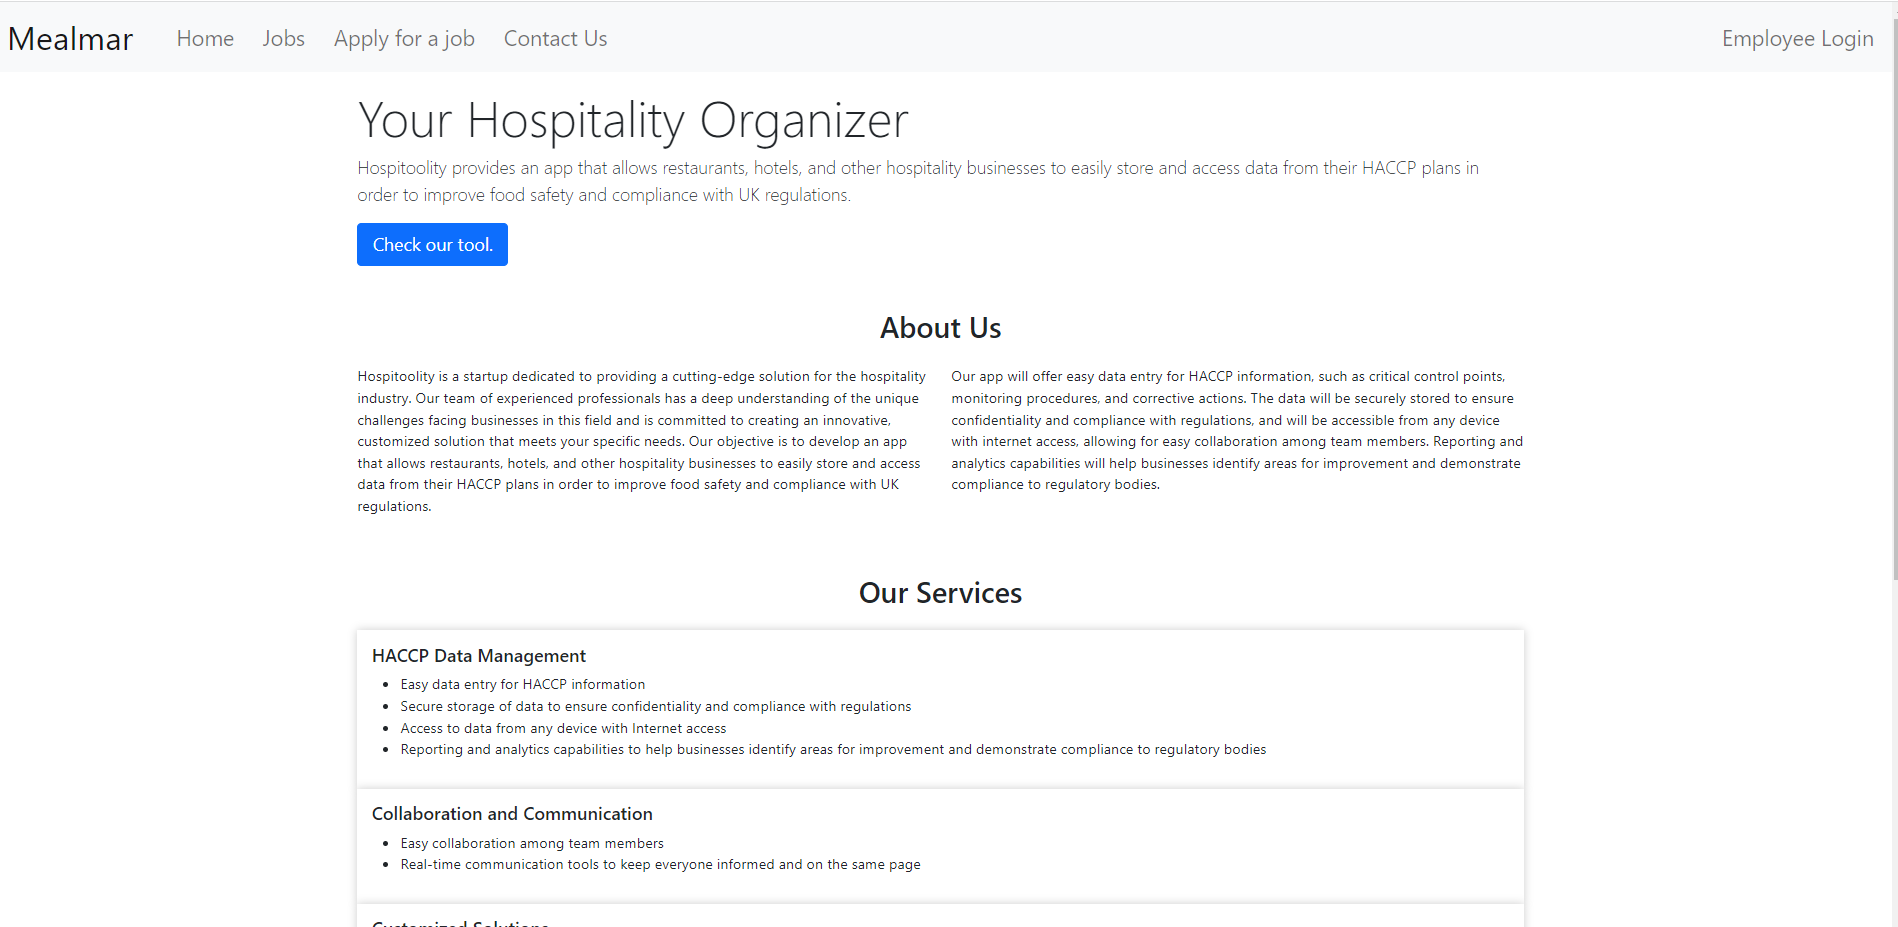 Mealmar Home Jobs Apply for a job Contact Us Employee Login
Your Hospitality Organizer
Hospitoolity provides an app that allows restaurants, hotels, and other hospitality businesses to easily store and access data from their HACCP plans in
order to improve food safety and compliance with UK regulations.
Check our tool.
About Us
Hospitoolity is a startup dedicated to providing a cutting-edge solution for the hospitality
industry. Our team of experienced professionals has a deep understanding of the unique
challenges facing businesses in this field and is committed to creating an innovative,
customized solution that meets your specific needs. Our objective is to develop an app
that allows restaurants, hotels, and other hospitality businesses to easily store and access
data from their HACCP plans in order to improve food safety and compliance with UK
regulations.
Our app will offer easy data entry for HACCP information, such as critical control points,
monitoring procedures, and corrective actions. The data will be securely stored to ensure
confidentiality and compliance with regulations, and will be accessible from any device
with internet access, allowing for easy collaboration among team members. Reporting and
analytics capabilities will help businesses identify areas for improvement and demonstrate
compliance to regulatory bodies.
Our Services
HACCP Data Management
• Easy data entry for HACCP information
• Secure storage of data to ensure confidentiality and compliance with regulations
• Access to data from any device with Internet access
• Reporting and analytics capabilities to help businesses identify areas for improvement and demonstrate compliance to regulatory bodies
Collaboration and Communication
• Easy collaboration among team members
• Real-time communication tools to keep everyone informed and on the same page
Customized Solutions